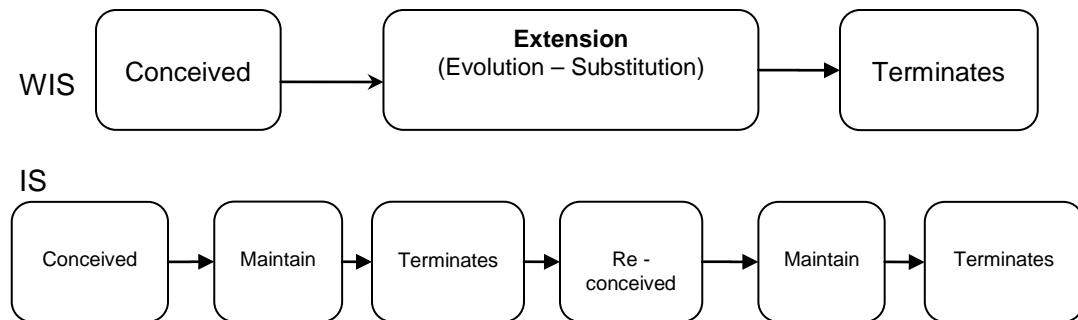 WIS
Conceived
Extension
(Evolution – Substitution)
Terminates
IS
Conceived
Maintain
Terminates
Re -
conceived
Maintain
Terminates